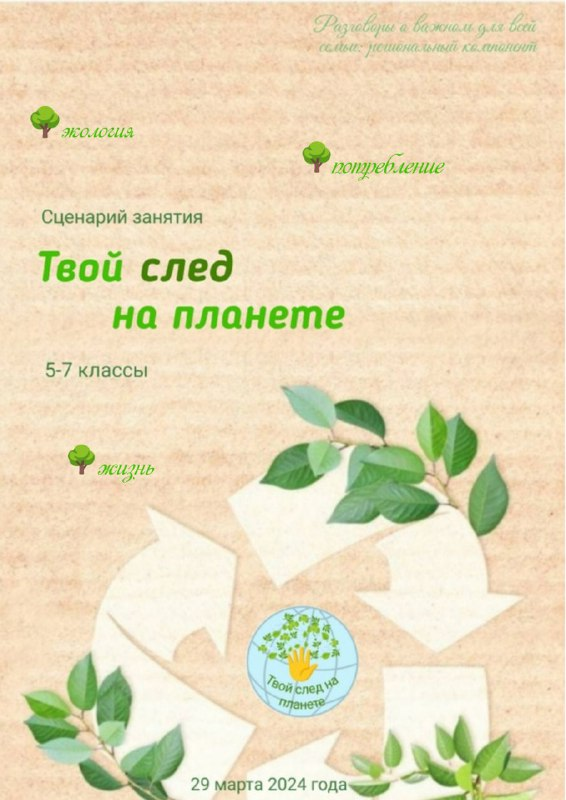 Разговоры о важном для всей
семьи: региональный компонент
экология
потребление
Сценарий занятия
Твой след
на планете
5-7 классы
жизнь
Твой след на
планете
29 марта 2024 года